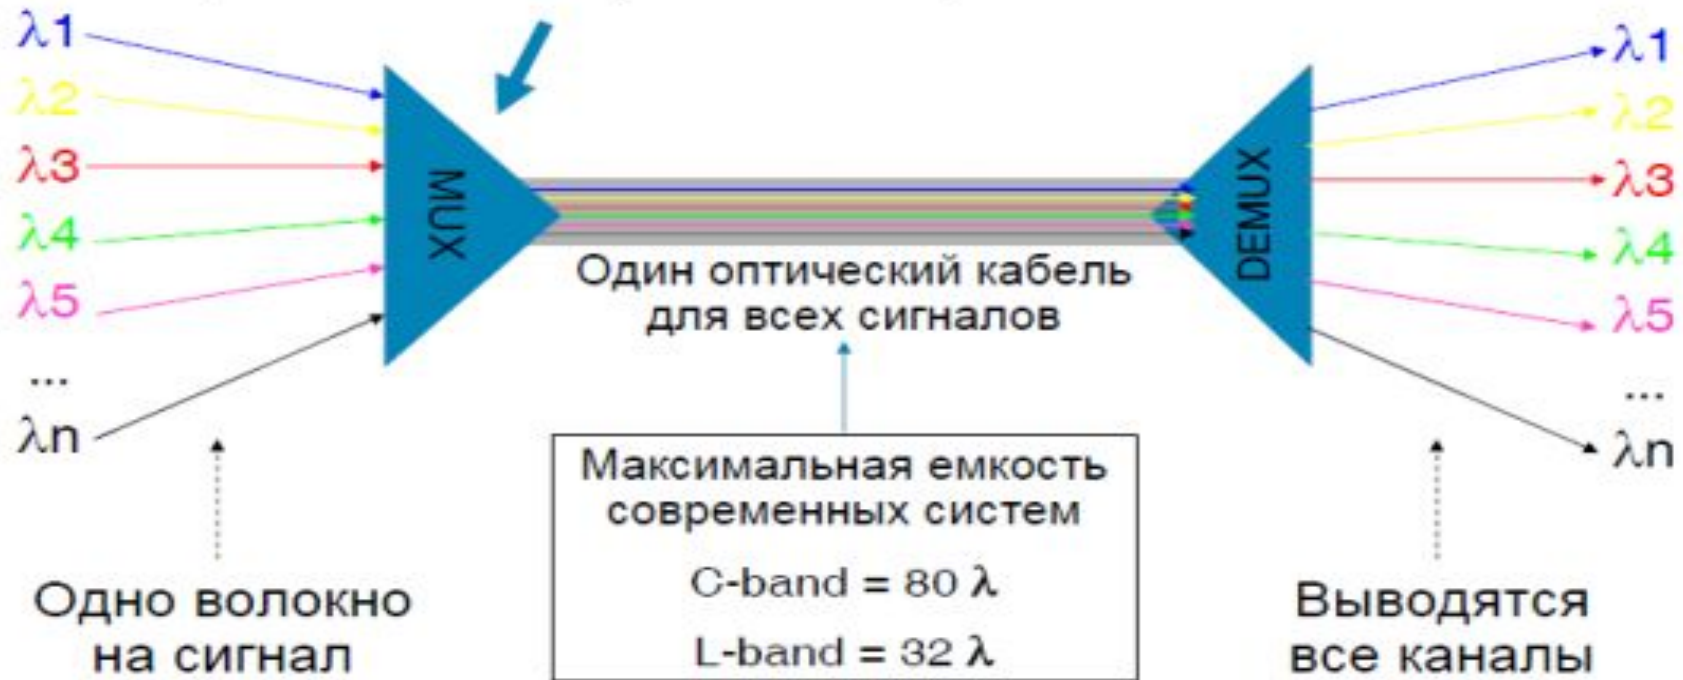 λ1
λ2
λ3
λ4
λ5
...
λn
MUX
Один оптический кабель
для всех сигналов
DEMUX
λ1
λ2
λ3
λ4
λ5
...
λn
Одно волокно
на сигнал
Максимальная емкость
современных систем
C-band = 80 λ
L-band = 32 λ
Выводятся
все каналы